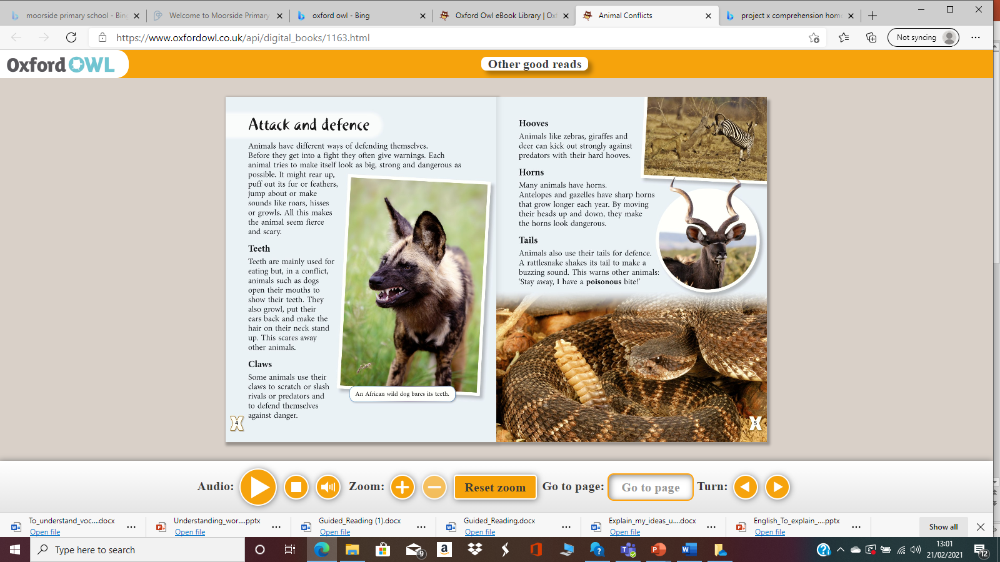 moorside primary school - Bing
Welcome to Moorside Primary
oxford owl - Bing
Oxford Owl eBook Library | Oxf
Animal Conflicts
project x comprehension home
https://www.oxfordowl.co.uk/api/digital_books/1163.html
Not syncing
Oxford OWL
Other good reads
Attack and defence
Animals have different ways of defending themselves.
Before they get into a fight they often give warnings. Each
animal tries to make itself look as big, strong and dangerous as
possible. It might rear up,
puff out its fur or feathers,
jump about or make
sounds like roars, hisses
or growls. All this makes
the animal seem fierce
and scary.
Teeth
Teeth are mainly used for
eating but, in a conflict,
animals such as dogs
open their mouths to
show their teeth. They
also growl, put their
ears back and make the
hair on their neck stand
up. This scares away
other animals.
Claws
Some animals use their
claws to scratch or slash
rivals or predators and
to defend themselves
against danger.
An African wild dog bares its teeth.
4
Hooves
Animals like zebras, giraffes and
deer can kick out strongly against
predators with their hard hooves.
Horns
Many animals have horns.
Antelopes and gazelles have sharp horns
that grow longer each year. By moving
their heads up and down, they make
the horns look dangerous.
Tails
Animals also use their tails for defence.
A rattlesnake shakes its tail to make a
buzzing sound. This warns other animals:
‘Stay away, I have a poisonous bite!’
5
Audio:
Zoom:
Reset zoom
Go to page:
Go to page
Turn:
To_understand_voc....docx
Open file
Understanding_wor....pptx
Open file
Guided_Reading (1).docx
Open file
Guided_Reading.docx
Open file
Explain_my_ideas_u....docx
Open file
English_To_explain_....pptx
Open file
Show all
Type here to search
9
13:01
21/02/2021
12